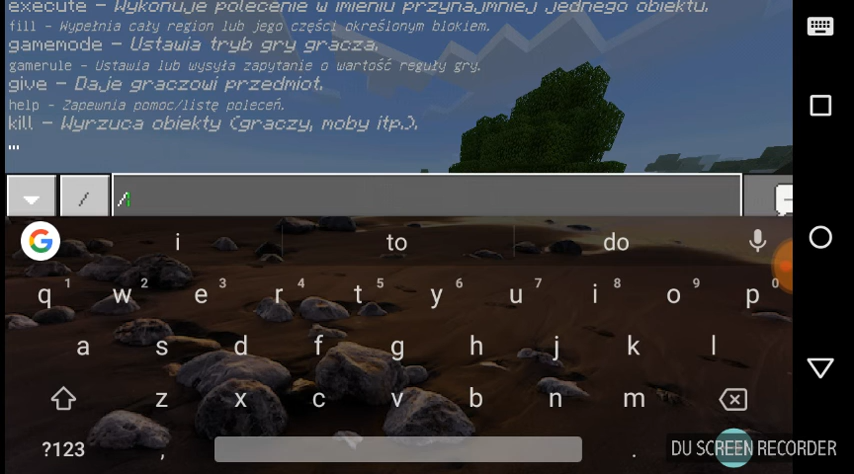 execute – Wykonuje polecenie w imieniu przynajmniej jednego obiektu.
fill – Wypełnia cały region lub jego części określonym blokiem.
gamemode – Ustawia tryb gry gracza.
gamerule – Ustawia lub wysyła zapytanie o wartość reguły gry.
give – Daje graczowi przedmiot.
help – Zapewnia pomoc/listę poleceń.
kill – Wyrzuca obiekty (graczy, moby itp.).
...
/ /
G i to do
1 2 3 4 5 6 7 8 9 0
q w e r t y u i o p
a s d f g h j k l
z x c v b n m
?123 , .
DU SCREEN RECORDER